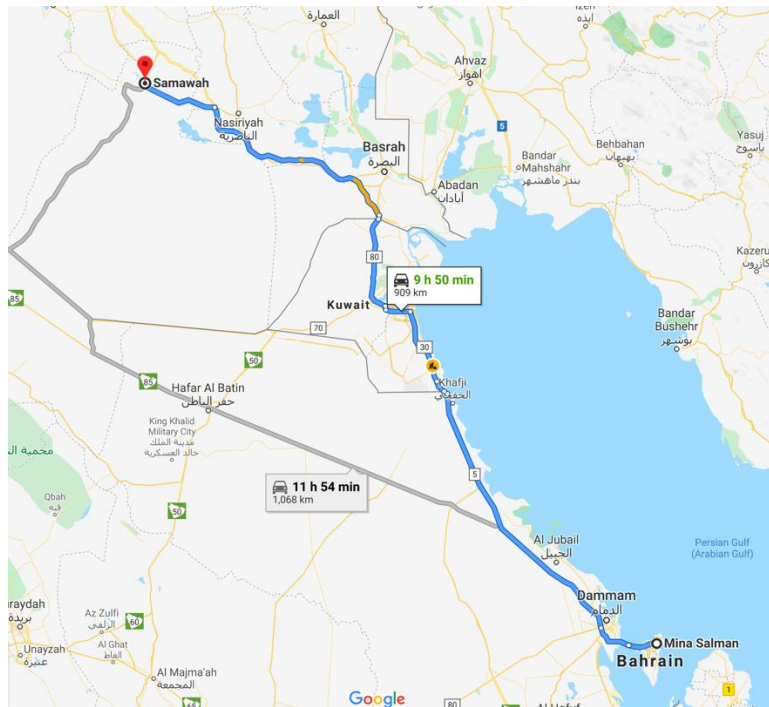 العمارة
ایذه
Samawah
Ahvaz
اهواز
Nasiriyah
الناصرية
Basrah
البصرة
5
Yasuj
یاسوج
Behbahan
بهبهان
Bandar
Mahshahr
بندر ماهشهر
Abadan
آبادان
80
9 h 50 min
909 km
Kuwait
85
70
30
Bandar
Bushehr
بوشهر
50
85
Khafji
الخفجي
Hafar Al Batin
حفر الباطن
King Khalid
Military City
مدينة الملك
خالد العسكرية
11 h 54 min
1,068 km
5
Qbah
قبه
50
Al Jubail
الجبيل
Persian Gulf
(Arabian Gulf)
Dammam
الدمام
Az Zulfi
الزلفي
60
uraydah
بريدة
Mina Salman
Bahrain
Unayzah
عنيزة
Al Ghat
الغاط
Al Majma'ah
المجمعة
65
Google
80
1